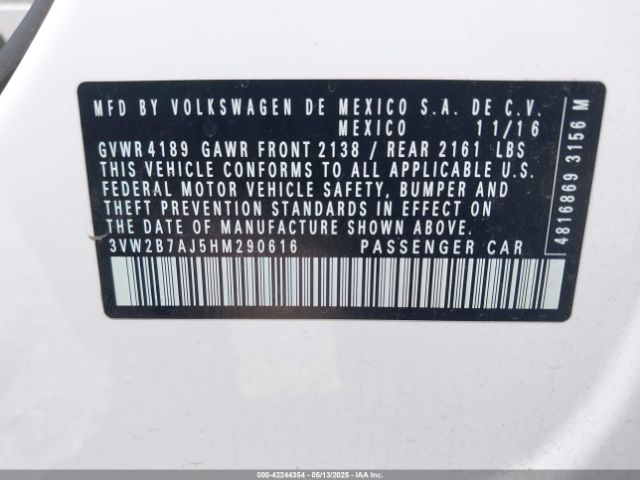 MFD BY VOLKSWAGEN DE MEXICO S.A. DE C.V.
MEXICO 11/16
GVWR 4189 GAWR FRONT 2138 / REAR 2161 LBS
THIS VEHICLE CONFORMS TO ALL APPLICABLE U.S.
FEDERAL MOTOR VEHICLE SAFETY, BUMPER AND
THEFT PREVENTION STANDARDS IN EFFECT ON
THE DATE OF MANUFACTURE SHOWN ABOVE.
3VW2B7AJ5HM290616 PASSENGER CAR
4816869 3156 M
000-42244354 | 05/13/2025 | IAAI.COM